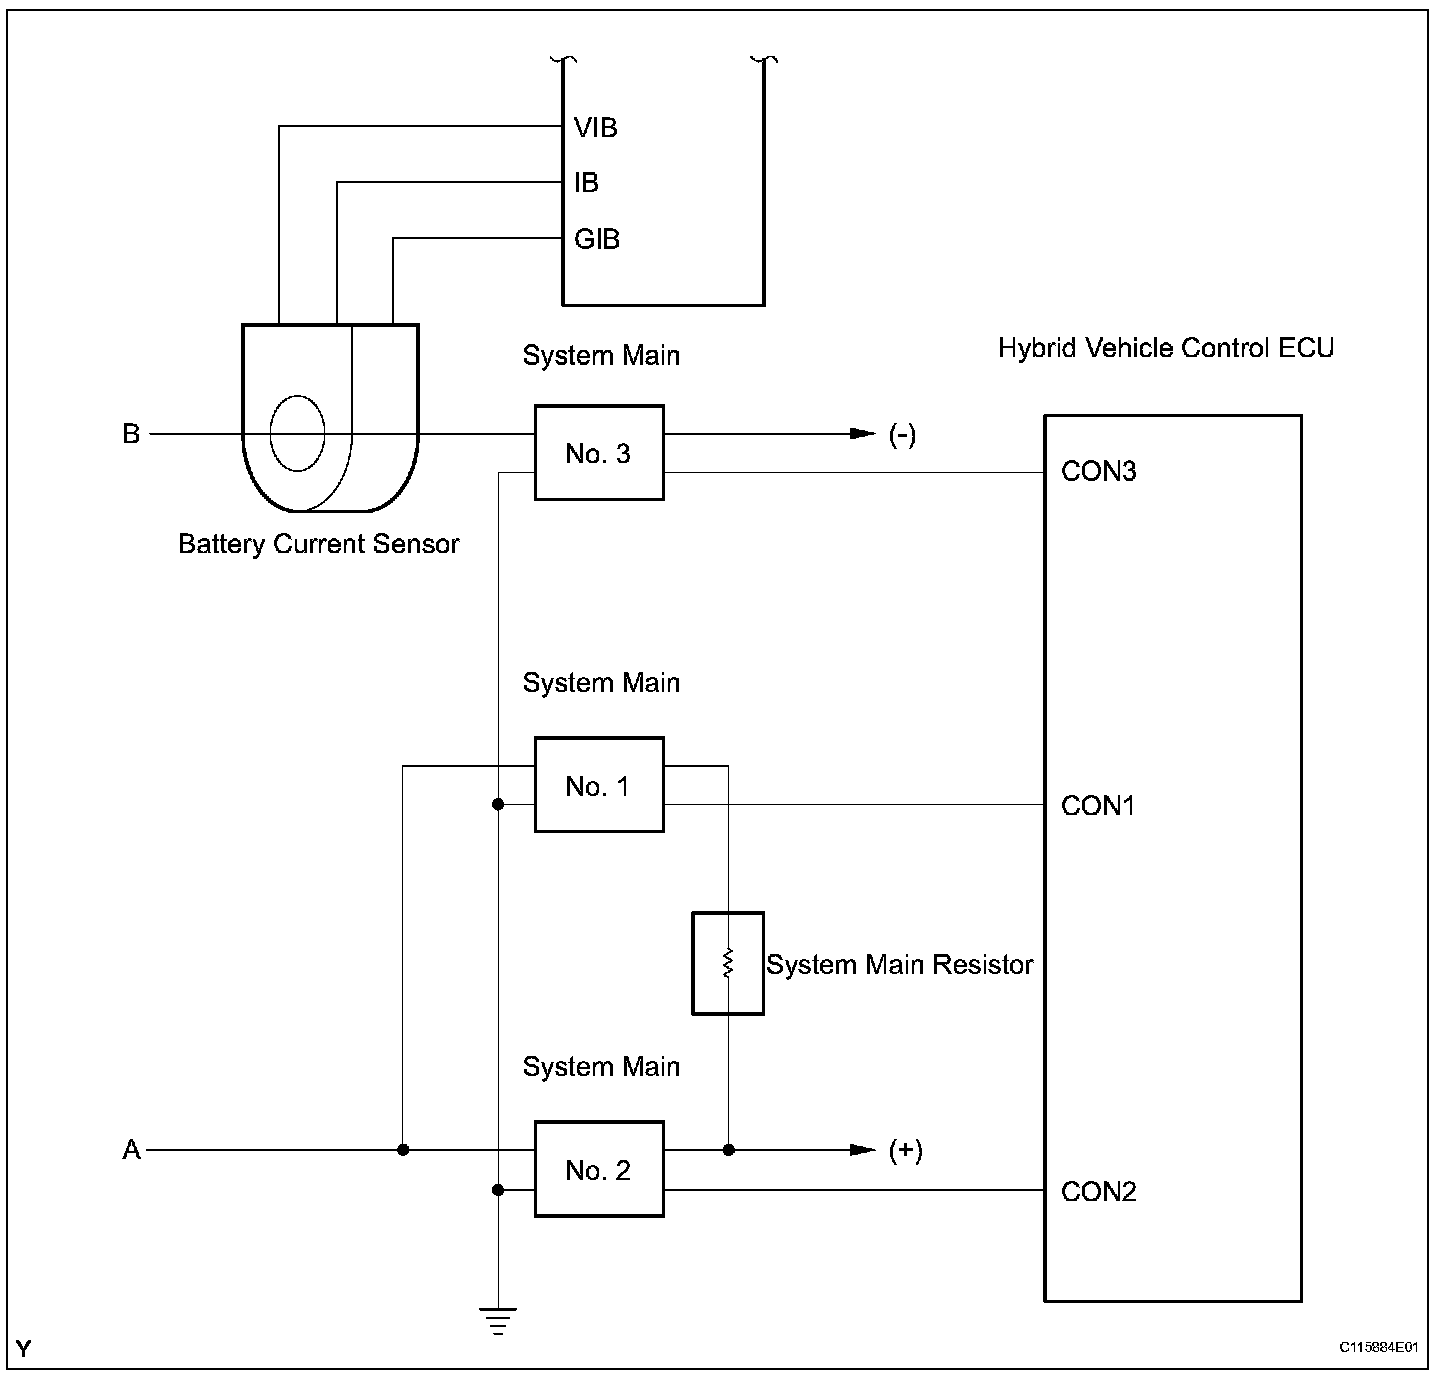 VIB
IB
GIB
System Main
Hybrid Vehicle Control ECU
B
No. 3
(-)
CON3
Battery Current Sensor
System Main
No. 1
CON1
System Main Resistor
System Main
A
No. 2
(+)
CON2
Y
C115884E01